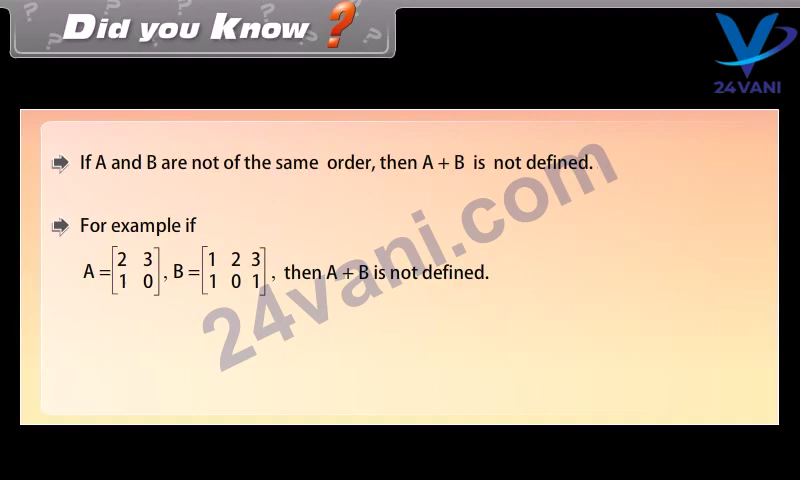 Did you Know ?
24VANI
If A and B are not of the same order, then A + B is not defined.
For example if
A = [2 3
1 0], B = [1 2 3
1 0 1], then A + B is not defined.
24vani.com